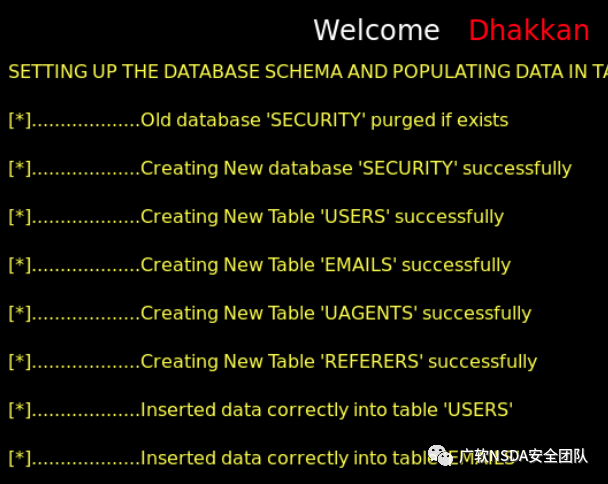 Welcome Dhakkan
SETTING UP THE DATABASE SCHEMA AND POPULATING DATA IN TA
[*]...................Old database 'SECURITY' purged if exists
[*]...................Creating New database 'SECURITY' successfully
[*]...................Creating New Table 'USERS' successfully
[*]...................Creating New Table 'EMAILS' successfully
[*]...................Creating New Table 'UAGENTS' successfully
[*]...................Creating New Table 'REFERERS' successfully
[*]...................Inserted data correctly into table 'USERS'
[*]...................Inserted data correctly into table 'EMAILS'
广软NSDA安全团队